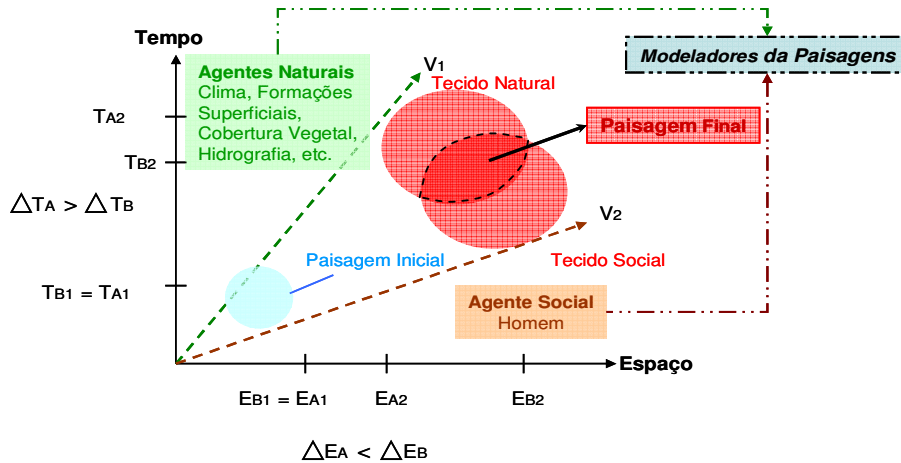 Tempo
Agentes Naturais
Clima, Formações
Superficiais,
Cobertura Vegetal,
Hidrografia, etc.
V1
Tecido Natural
Modeladores da Paisagens
Paisagem Final
TA2
TB2
△TA > △TB
V2
Paisagem Inicial
Tecido Social
TB1 = TA1
Agente Social
Homem
Espaço
EB1 = EA1
EA2
EB2
△EA < △EB